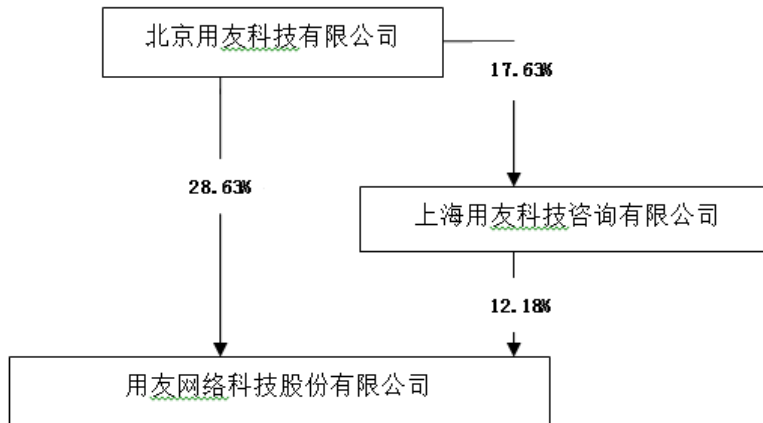 北京用友科技有限公司
17.63%
28.63%
上海用友科技咨询有限公司
12.18%
用友网络科技股份有限公司